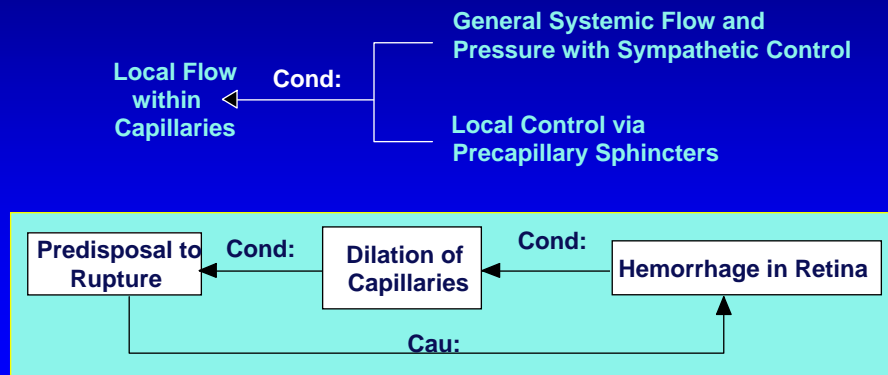 General Systemic Flow and
Pressure with Sympathetic Control
Cond:
Local Flow
within
Capillaries
Local Control via
Precapillary Sphincters
Predisposal to
Rupture
Cond:
Dilation of
Capillaries
Cond:
Hemorrhage in Retina
Cau: